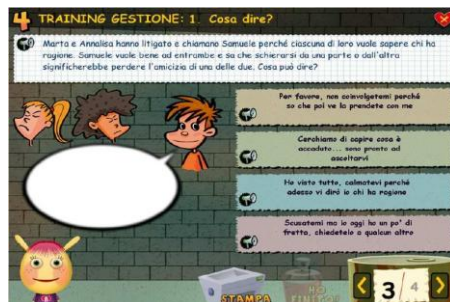 4 TRAINING GESTIONE: 1. Cosa dire?
Marta e Annalisa hanno litigato e chiamano Samuele perché ciascuna di loro vuole sapere chi ha
ragione. Samuele vuole bene ad entrambe e sa che schierarsi da una parte o dall'altra
significherebbe perdere l'amicizia di una delle due. Cosa può dire?
Per favore, non coinvolgetemi perché
so che poi ve la prendete con me
Cerchiamo di capire cosa è
accaduto... sono pronto ad
ascoltarvi
Ho visto tutto, calmatevi perché
adesso vi dirò io chi ha ragione
Scusatemi ma io oggi ho un po' di
fretta, chiedetelo a qualcun altro
STAMPA
HO
FINITO!
3/4